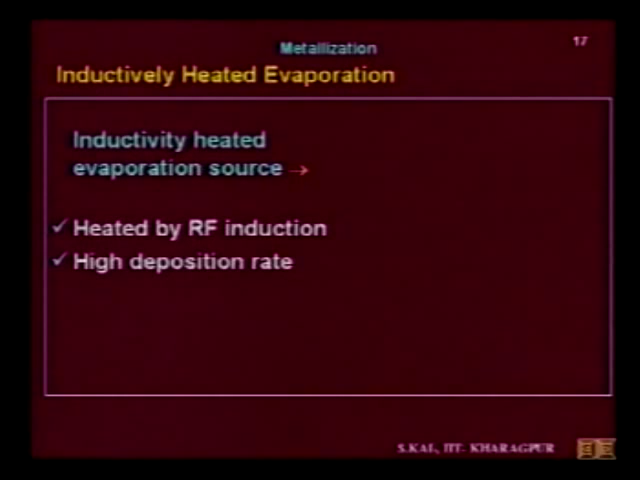 Metallization
17
Inductively Heated Evaporation
Inductivity heated
evaporation source →
✓ Heated by RF induction
✓ High deposition rate
S.KAL, IIT- KHARAGPUR